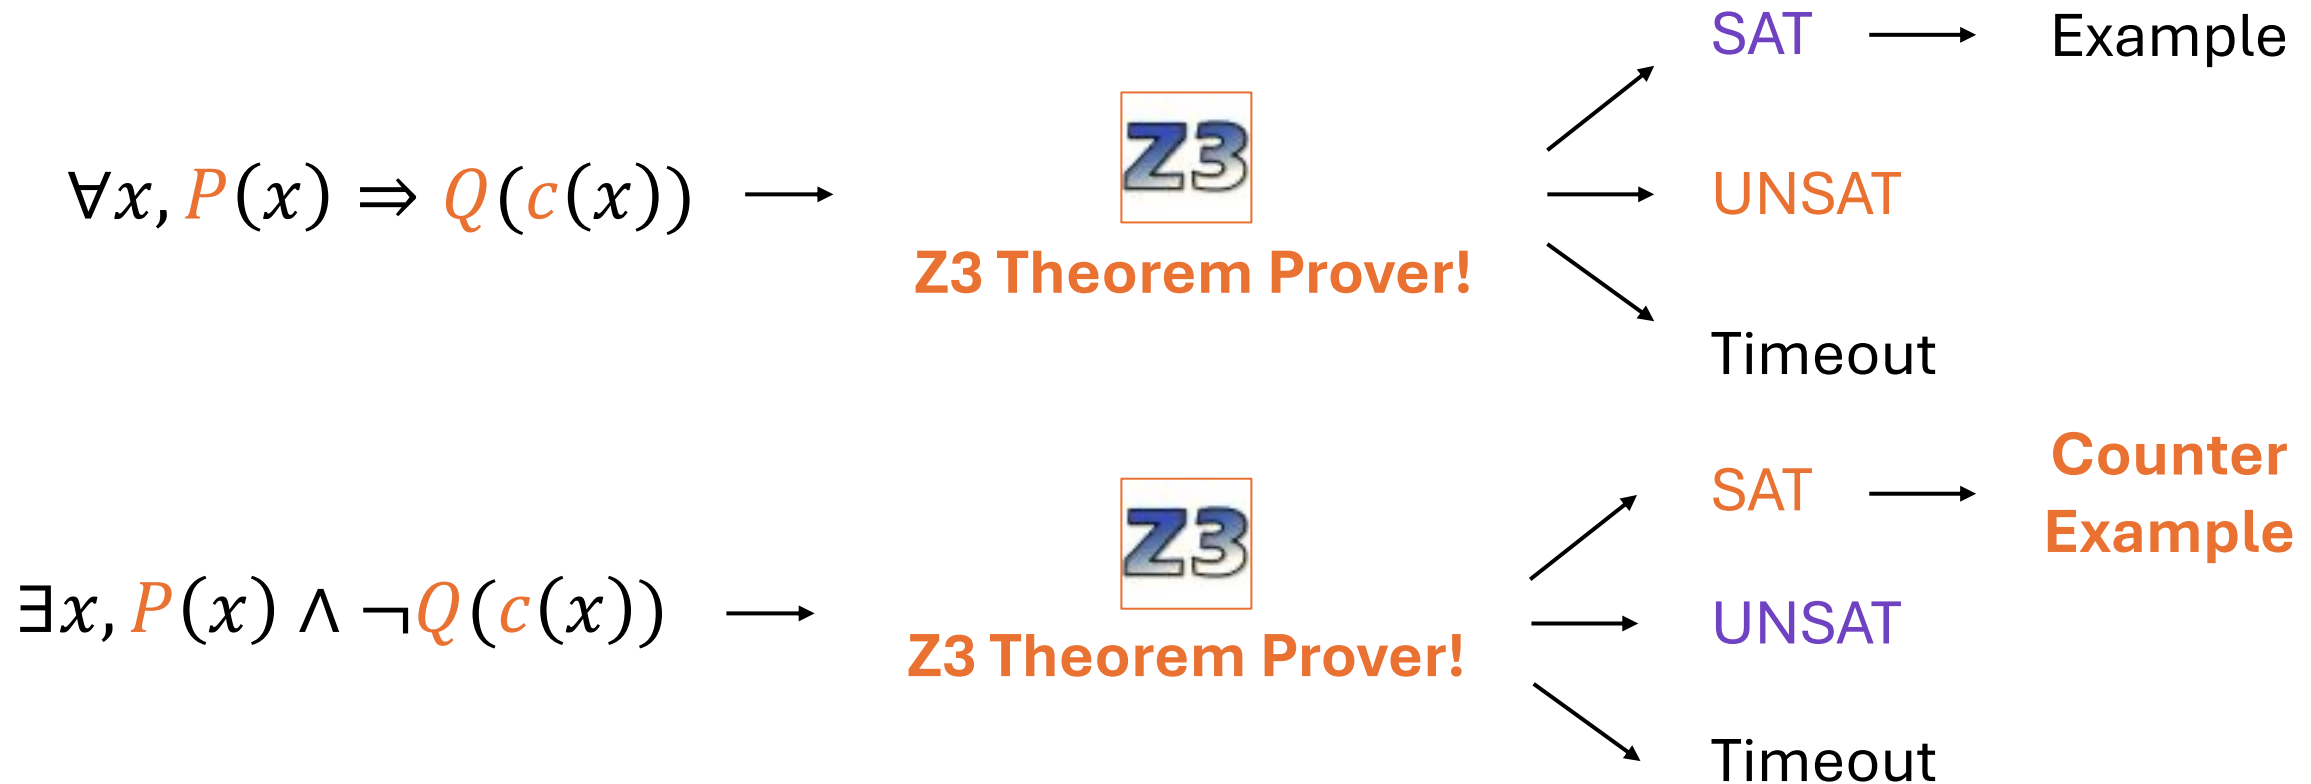 SAT
Example
Z3
∀x, P(x) ⇒ Q(c(x))
UNSAT
Z3 Theorem Prover!
Timeout
Counter
Example
SAT
Z3
∃x, P(x) ∧ ¬Q(c(x))
UNSAT
Z3 Theorem Prover!
Timeout